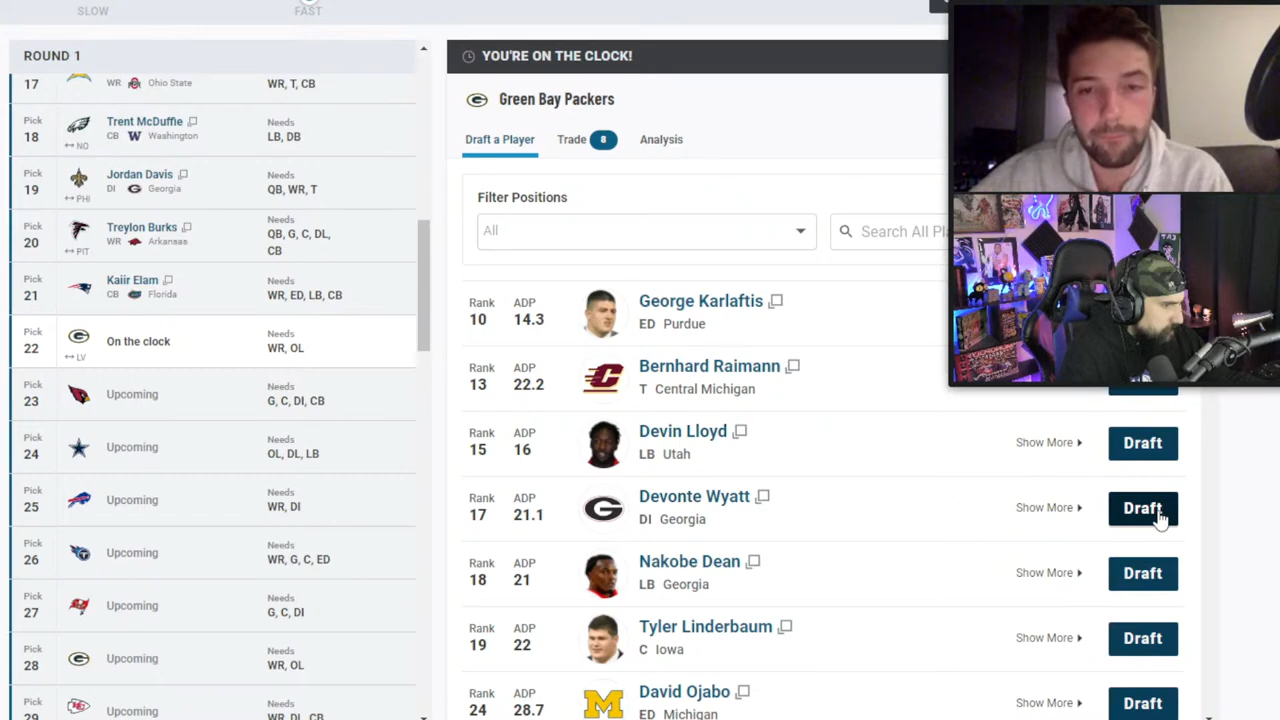 SLOW FAST
ROUND 1
17 WR Ohio State WR, T, CB
Pick Trent McDuffie Needs
18 CB Washington LB, DB
NO
Pick Jordan Davis Needs
19 DI Georgia QB, WR, T
PHI
Pick Treylon Burks Needs
20 WR Arkansas QB, G, C, DL,
PIT CB
Pick Kaiir Elam Needs
21 CB Florida WR, ED, LB, CB
Pick On the clock Needs
22 WR, OL
LV
Pick Upcoming Needs
23 G, C, DI, CB
Pick Upcoming Needs
24 OL, DL, LB
Pick Upcoming Needs
25 WR, DI
Pick Upcoming Needs
26 WR, G, C, ED
Pick Upcoming Needs
27 G, C, DI
Pick Upcoming Needs
28 WR, OL
Pick Upcoming Needs
29 WR, DL, CB
YOU'RE ON THE CLOCK!
Green Bay Packers
Draft a Player Trade 8 Analysis
Filter Positions
All Search All Pla
Rank ADP George Karlaftis
10 14.3 ED Purdue
Rank ADP Bernhard Raimann
13 22.2 T Central Michigan
Rank ADP Devin Lloyd Show More Draft
15 16 LB Utah
Rank ADP Devonte Wyatt Show More Draft
17 21.1 DI Georgia
Rank ADP Nakobe Dean Show More Draft
18 21 LB Georgia
Rank ADP Tyler Linderbaum Show More Draft
19 22 C Iowa
Rank ADP David Ojabo Show More Draft
24 28.7 ED Michigan